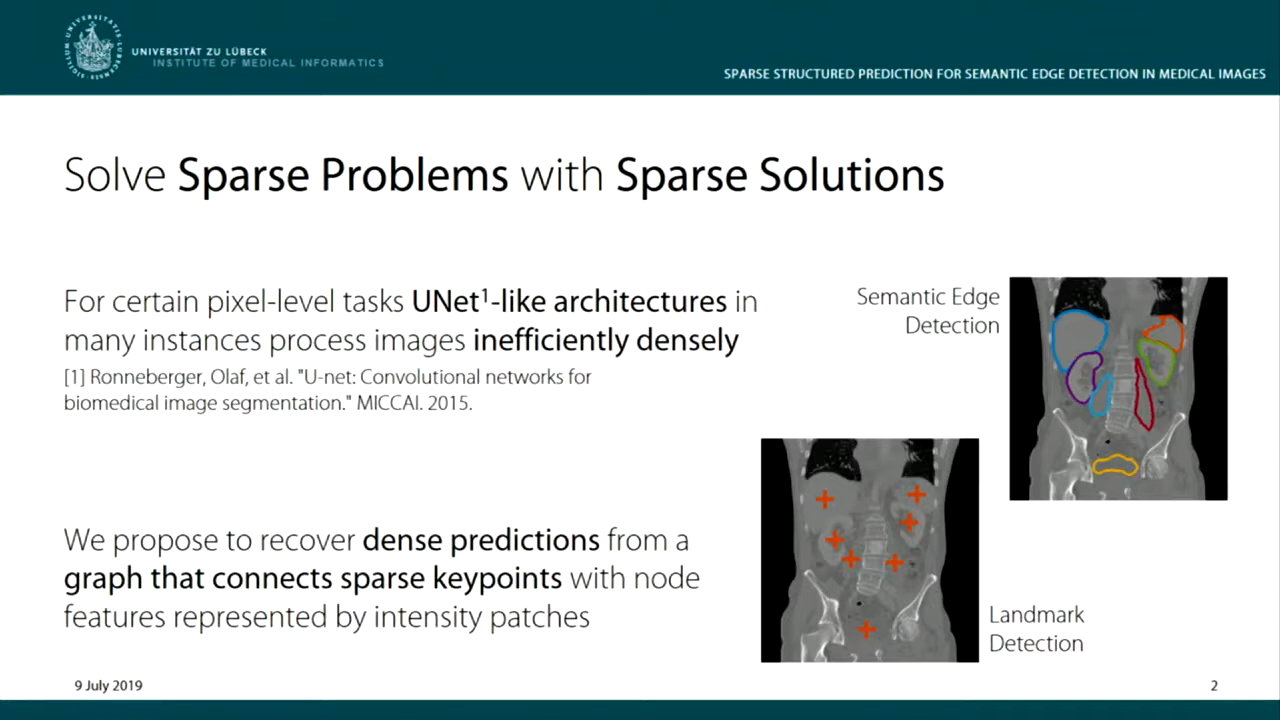 UNIVERSITÄT ZU LÜBECK
INSTITUTE OF MEDICAL INFORMATICS
SPARSE STRUCTURED PREDICTION FOR SEMANTIC EDGE DETECTION IN MEDICAL IMAGES
Solve Sparse Problems with Sparse Solutions
For certain pixel-level tasks UNet¹-like architectures in
many instances process images inefficiently densely
[1] Ronneberger, Olaf, et al. "U-net: Convolutional networks for
biomedical image segmentation." MICCAI. 2015.
Semantic Edge
Detection
We propose to recover dense predictions from a
graph that connects sparse keypoints with node
features represented by intensity patches
Landmark
Detection
9 July 2019
2